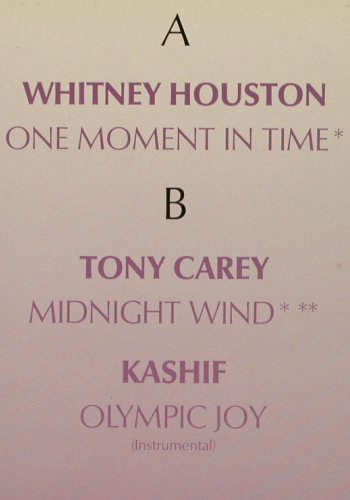 A
WHITNEY HOUSTON
ONE MOMENT IN TIME*
B
TONY CAREY
MIDNIGHT WIND* **
KASHIF
OLYMPIC JOY
(Instrumental)